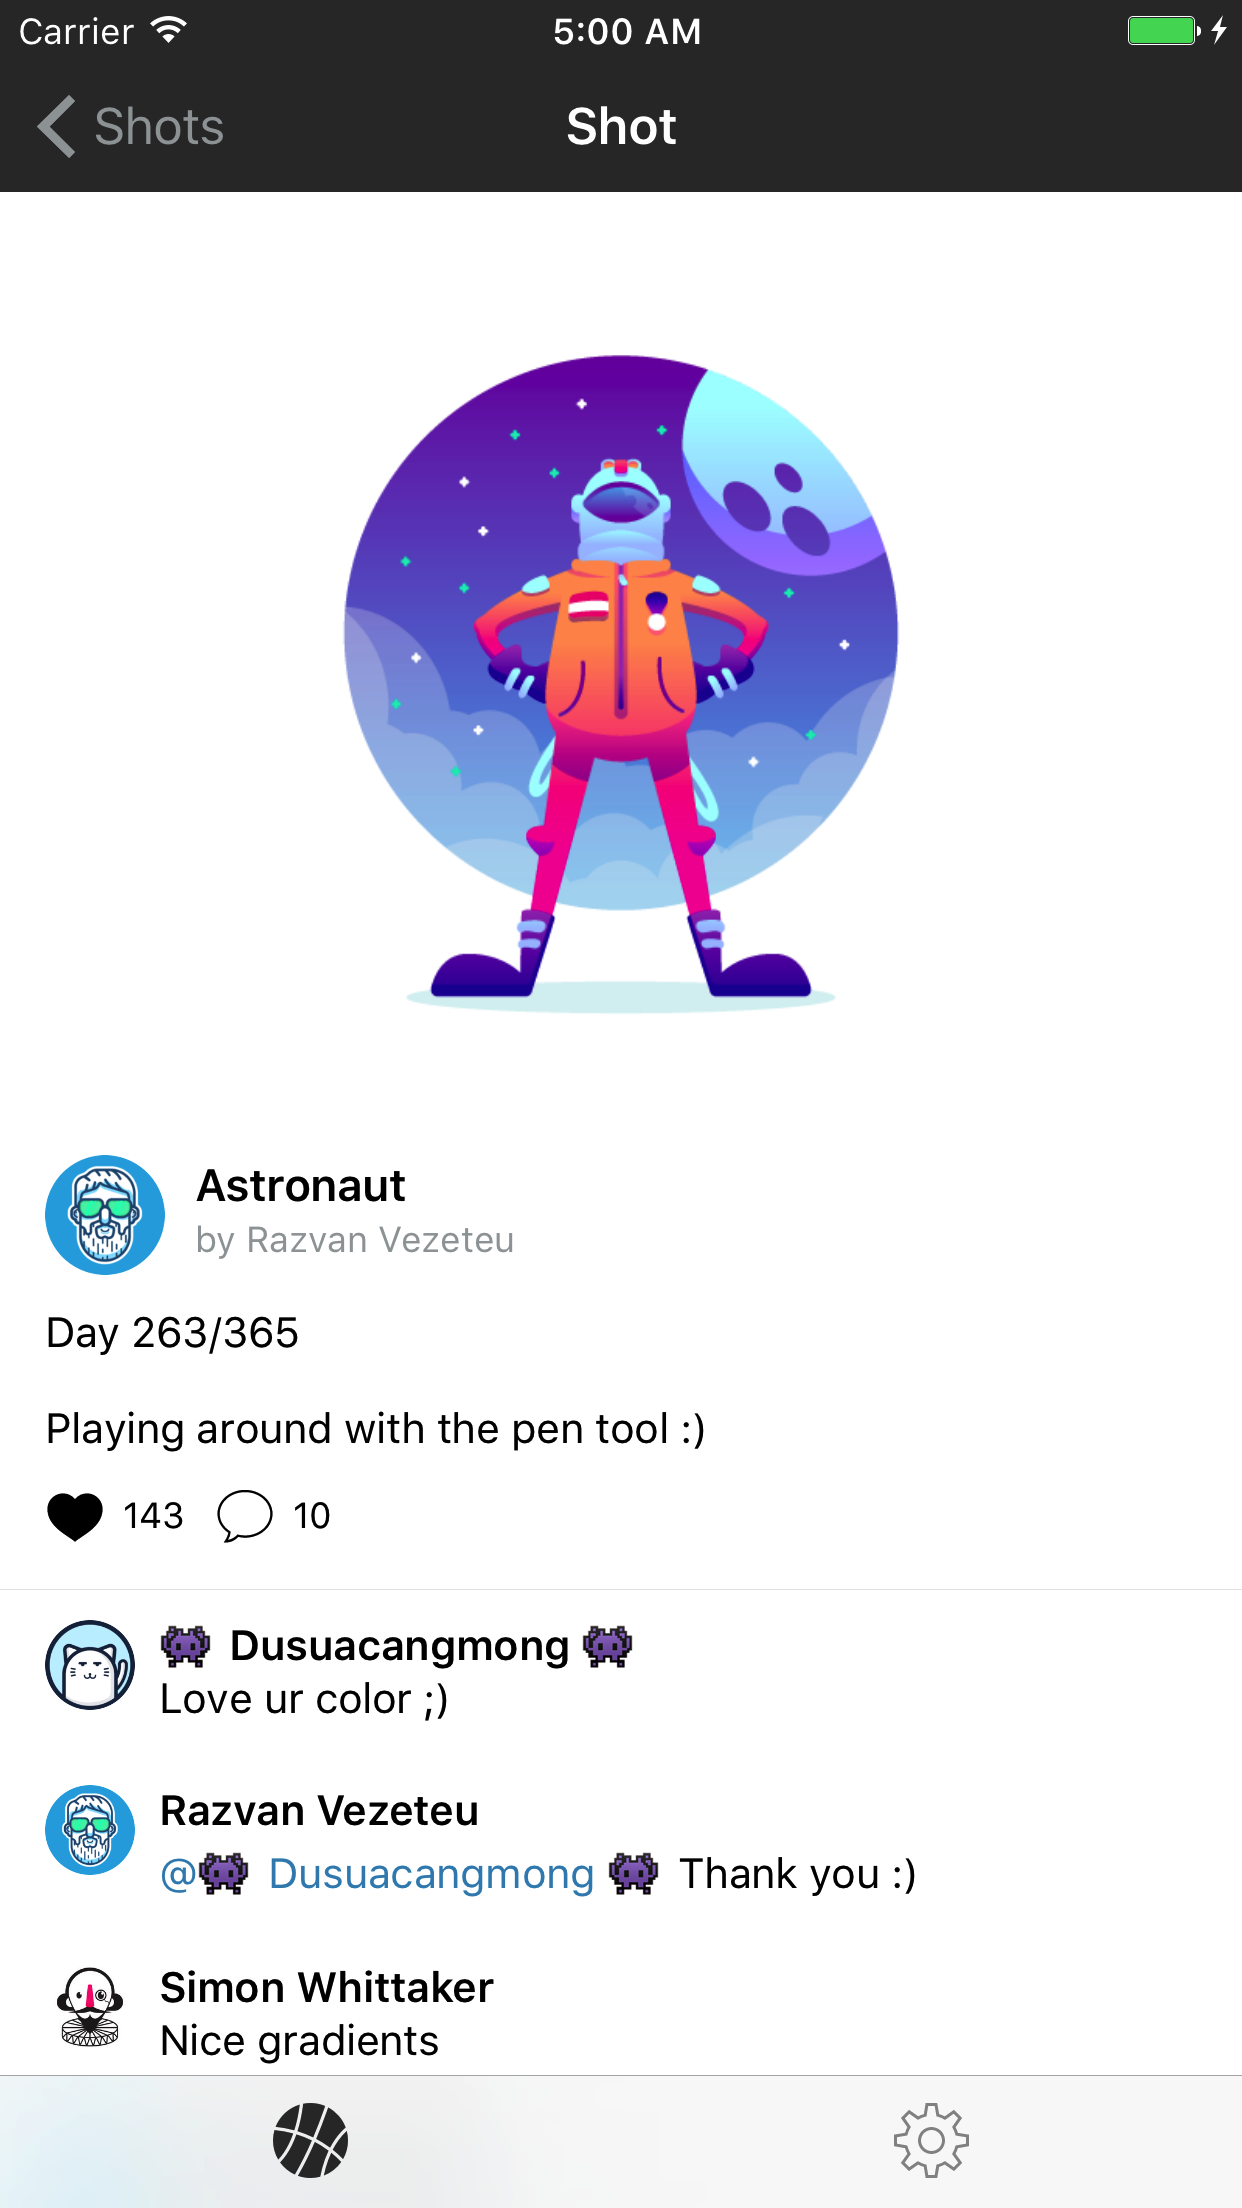 Carrier 5:00 AM
Shots Shot
Astronaut
by Razvan Vezeteu
Day 263/365
Playing around with the pen tool :)
143 10
👾 Dusuacangmong 👾
Love ur color ;)
Razvan Vezeteu
@👾 Dusuacangmong 👾 Thank you :)
Simon Whittaker
Nice gradients